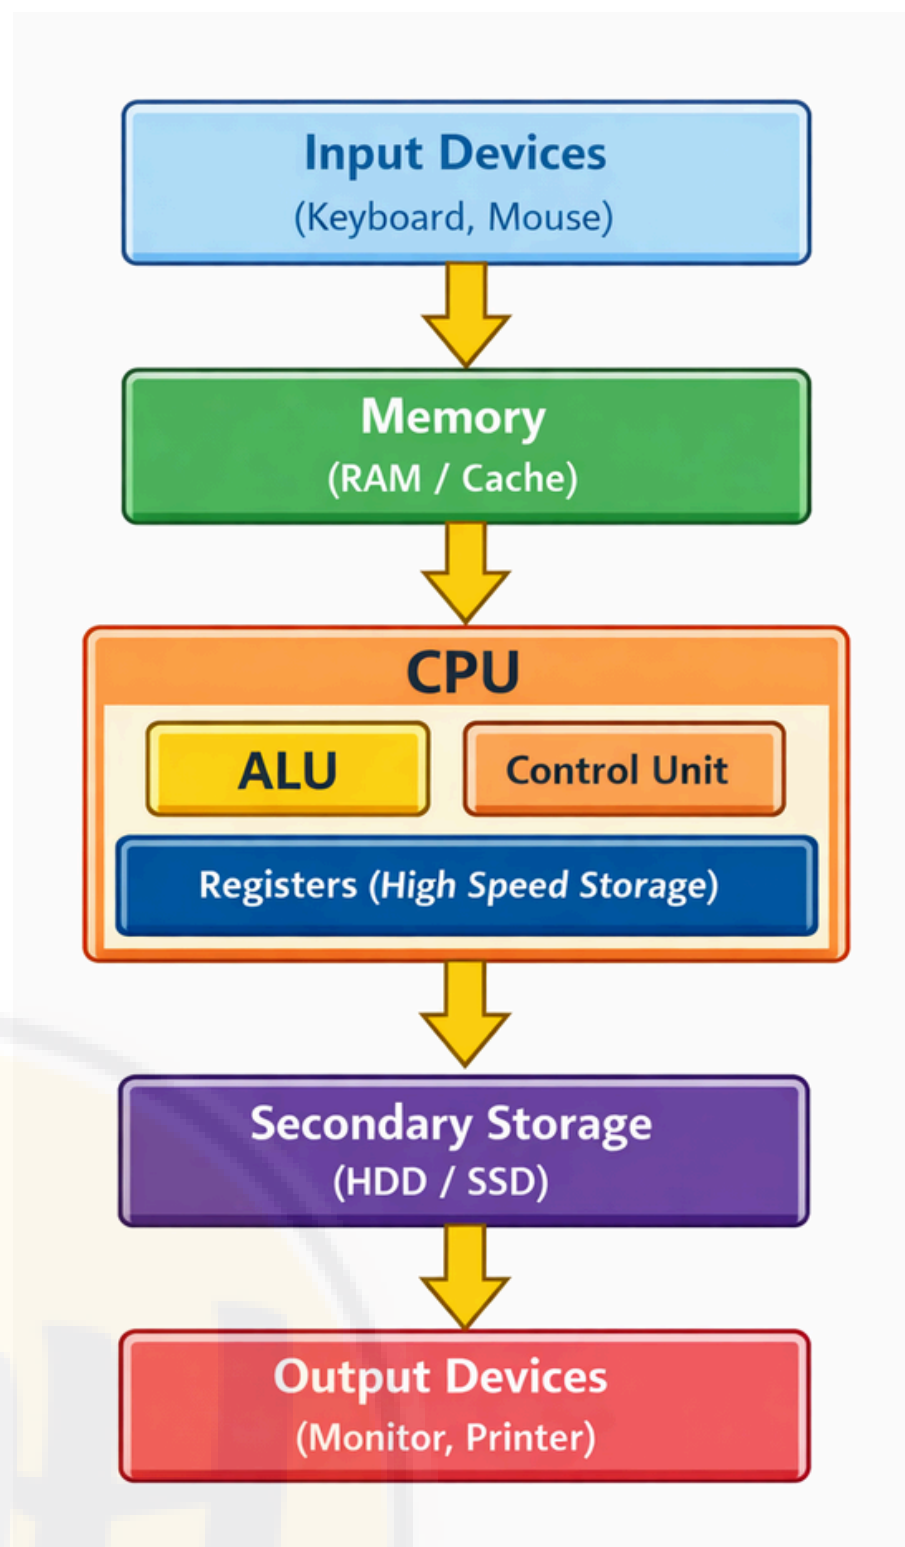 Input Devices
(Keyboard, Mouse)
Memory
(RAM / Cache)
CPU
ALU
Control Unit
Registers (High Speed Storage)
Secondary Storage
(HDD / SSD)
Output Devices
(Monitor, Printer)